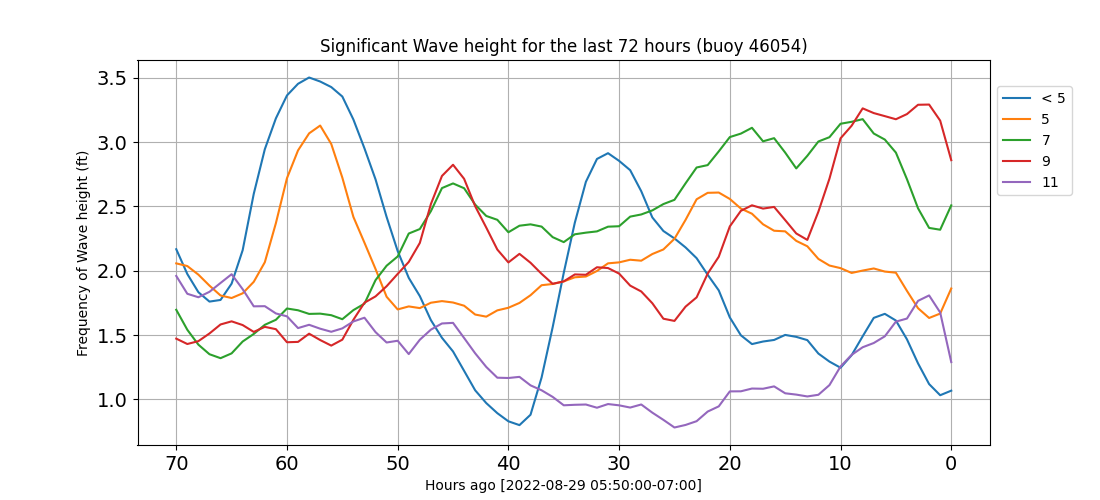 Significant Wave height for the last 72 hours (buoy 46054)
Frequency of Wave height (ft)
3.5
3.0
2.5
2.0
1.5
1.0
70 60 50 40 30 20 10 0
Hours ago [2022-08-29 05:50:00-07:00]
< 5
5
7
9
11